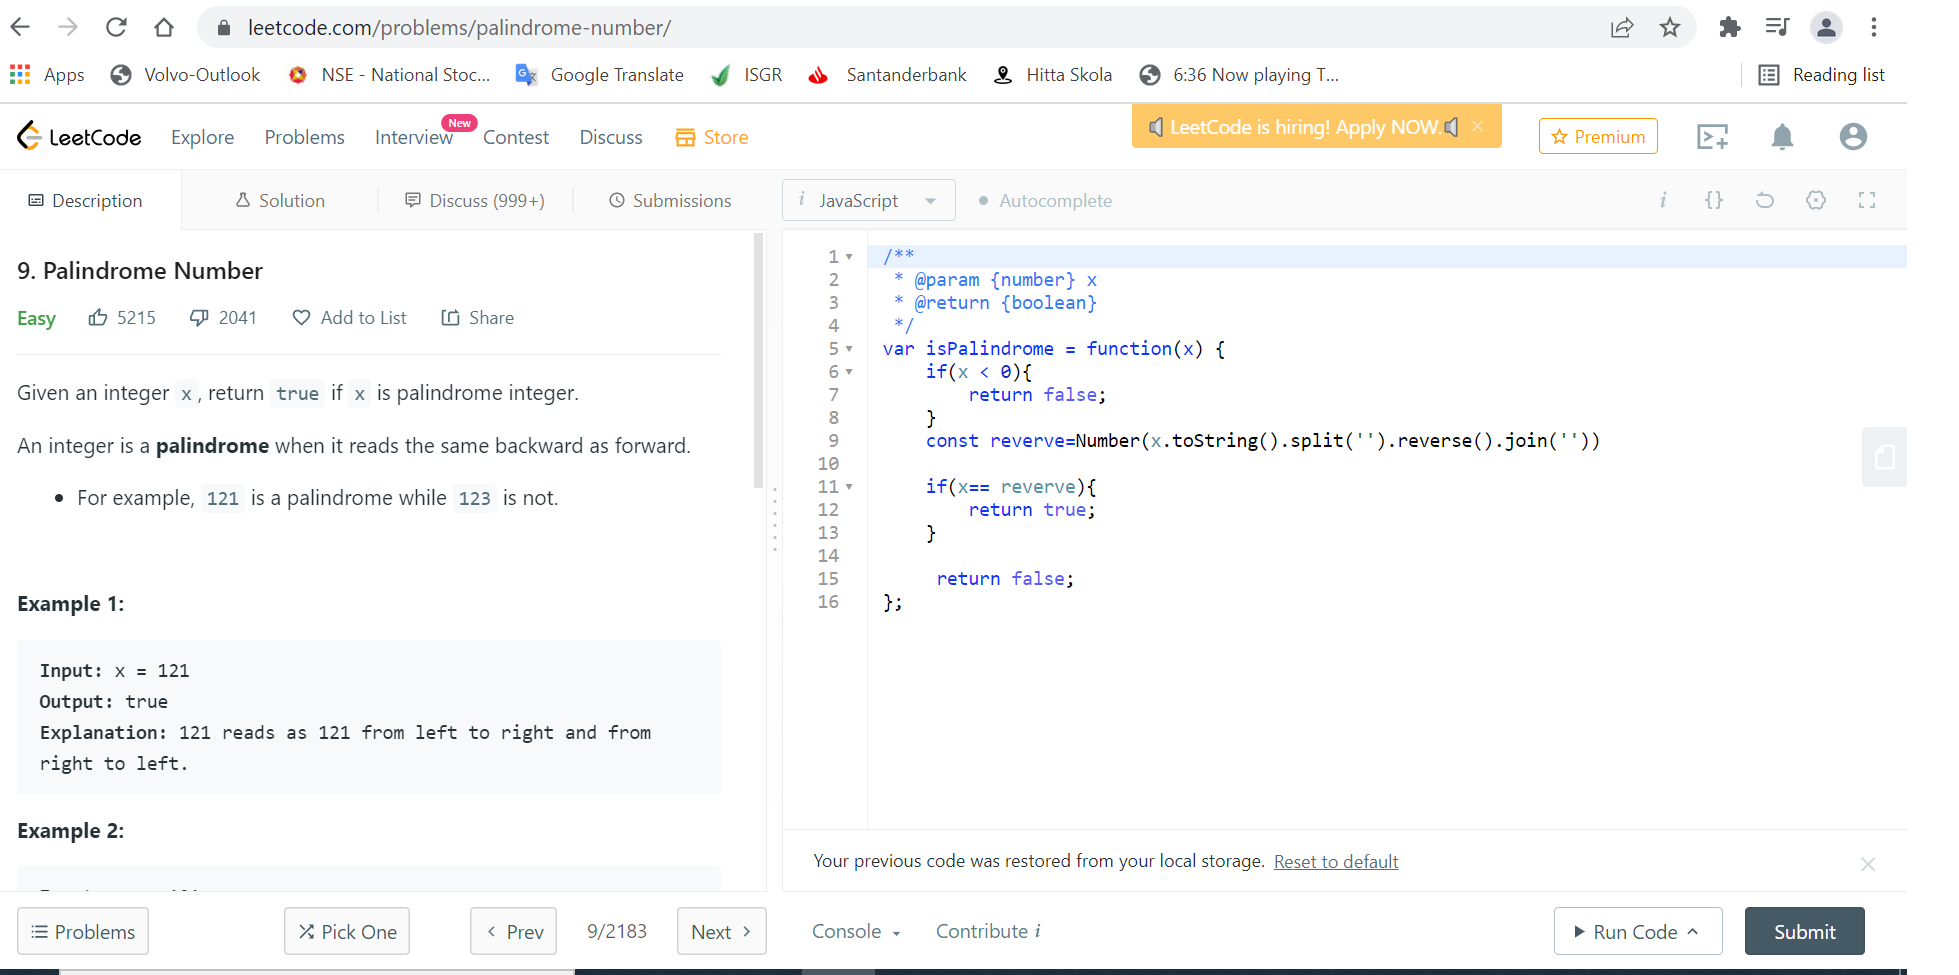 leetcode.com/problems/palindrome-number/
Apps Volvo-Outlook NSE - National Stoc... Google Translate ISGR Santanderbank Hitta Skola 6:36 Now playing T... Reading list
LeetCode Explore Problems Interview New Contest Discuss Store LeetCode is hiring! Apply NOW. Premium
Description Solution Discuss (999+) Submissions
i JavaScript Autocomplete i {}
9. Palindrome Number
Easy 5215 2041 Add to List Share
Given an integer x, return true if x is palindrome integer.
An integer is a palindrome when it reads the same backward as forward.
• For example, 121 is a palindrome while 123 is not.
Example 1:
Input: x = 121
Output: true
Explanation: 121 reads as 121 from left to right and from
right to left.
Example 2:
1 /**
2 * @param {number} x
3 * @return {boolean}
4 */
5 var isPalindrome = function(x) {
6 if(x < 0){
7 return false;
8 }
9 const reverve=Number(x.toString().split('').reverse().join(''))
10
11 if(x== reverve){
12 return true;
13 }
14
15 return false;
16 };
Your previous code was restored from your local storage. Reset to default
Problems Pick One Prev 9/2183 Next Console Contribute i Run Code Submit